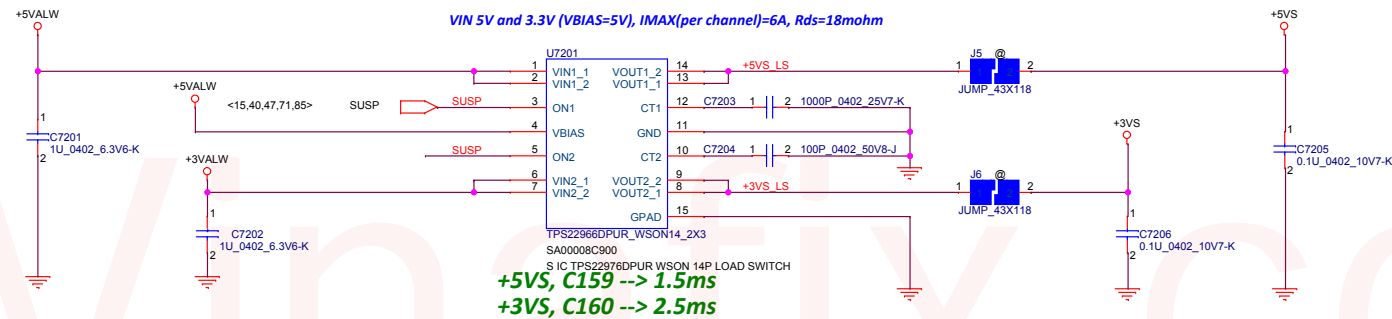 VIN 5V and 3.3V (VBIAS=5V), IMAX(per channel)=6A, Rds=18mohm
+5VALW
+5VS
U7201
J5 @
1 VIN1_1 VOUT1_2 14 +5VS_LS 1 2
2 VIN1_2 VOUT1_1 13
JUMP_43X118
+5VALW
<15,40,47,71,85> SUSP SUSP 3 ON1 CT1 12 C7203 1 2 1000P_0402_25V7-K
4 VBIAS GND 11
+3VS
1
C7201
1U_0402_6.3V6-K
2
1
C7205
0.1U_0402_10V7-K
2
SUSP 5 ON2 CT2 10 C7204 1 2 100P_0402_50V8-J
+3VALW
J6 @
6 VIN2_1 VOUT2_2 9
7 VIN2_2 VOUT2_1 8 +3VS_LS 1 2
JUMP_43X118
GPAD 15
1
C7202
1U_0402_6.3V6-K
2
1
C7206
0.1U_0402_10V7-K
2
TPS22966DPUR_WSON14_2X3
SA00008C900
S IC TPS22976DPUR WSON 14P LOAD SWITCH
+5VS, C159 --> 1.5ms
+3VS, C160 --> 2.5ms
Vinafix.co